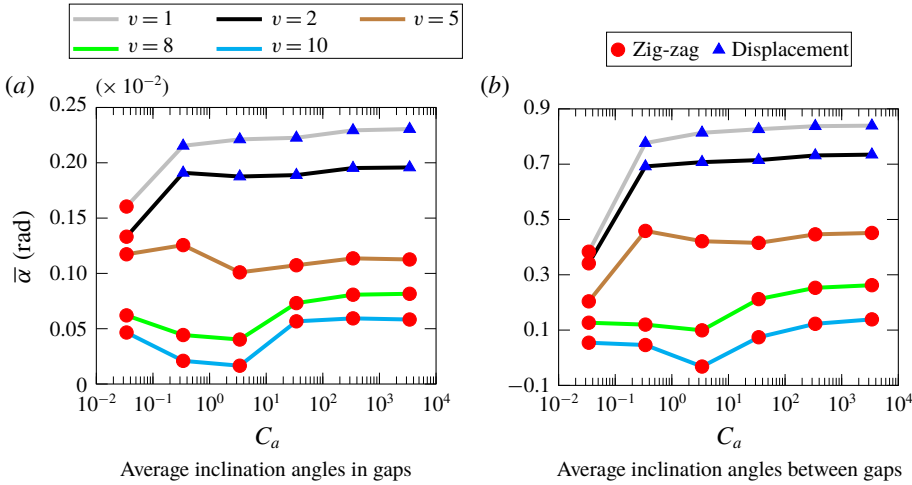 υ = 1 υ = 2 υ = 5
υ = 8 υ = 10
Zig-zag Displacement
(a) (× 10⁻²)
0.25
0.20
0.15
0.10
0.05
0
α̅ (rad)
10⁻² 10⁻¹ 10⁰ 10¹ 10² 10³ 10⁴
Cₐ
Average inclination angles in gaps
(b)
0.9
0.7
0.5
0.3
0.1
−0.1
10⁻² 10⁻¹ 10⁰ 10¹ 10² 10³ 10⁴
Cₐ
Average inclination angles between gaps